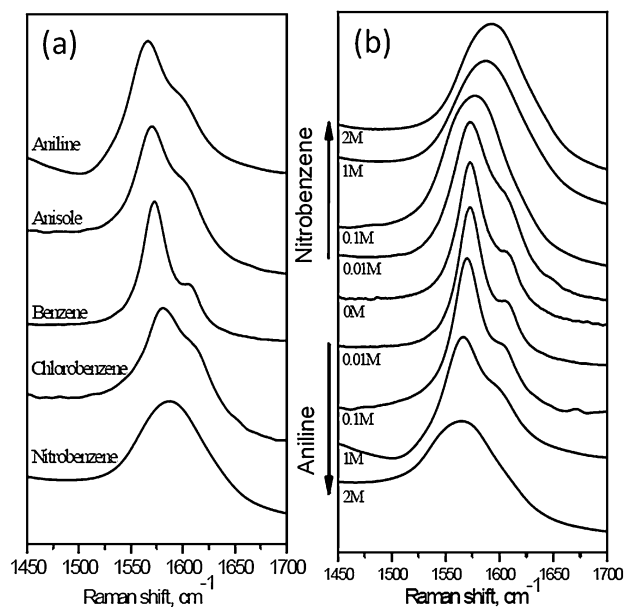 (a)
Aniline
Anisole
Benzene
Chlorobenzene
Nitrobenzene
1450 1500 1550 1600 1650 1700
Raman shift, cm-1
(b)
Nitrobenzene
Aniline
2M
1M
0.1M
0.01M
0M
0.01M
0.1M
1M
2M
1450 1500 1550 1600 1650 1700
Raman shift, cm-1